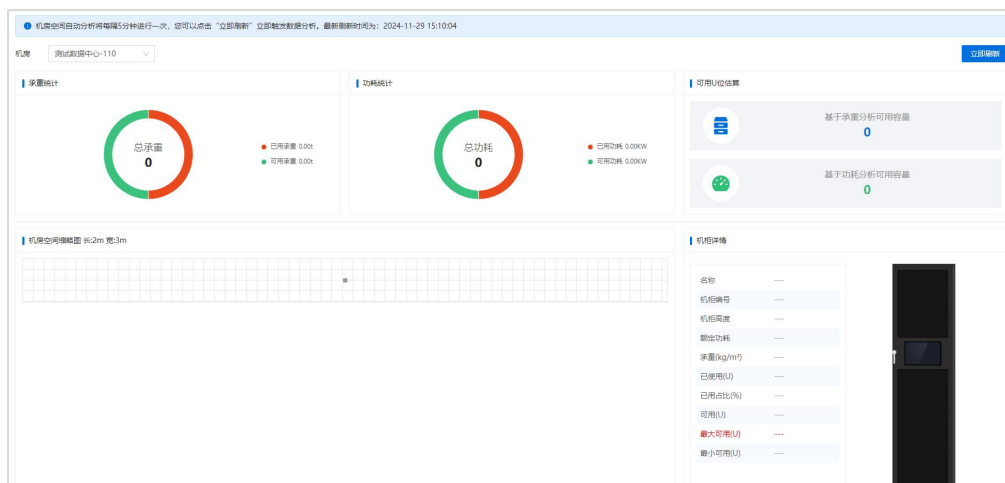 机房空间自动分析将每隔5分钟进行一次，您可以点击“立即刷新”立即触发数据分析。最新刷新时间为：2024-11-29 15:10:04
机房 测试数据中心-110 立即刷新
承重统计
总承重
0
已用承重 0.00t
可用承重 0.00t
功耗统计
总功耗
0
已用功耗 0.00KW
可用功耗 0.00KW
可用U位估算
基于承重分析可用容量
0
基于功耗分析可用容量
0
机房空间缩略图 长:2m 宽:3m
机柜详情
名称 ---
机柜编号 ---
机柜高度 ---
额定功耗 ---
承重(kg/m²) ---
已使用(U) ---
已用占比(%) ---
可用(U) ---
最大可用(U) ---
最小可用(U) ---